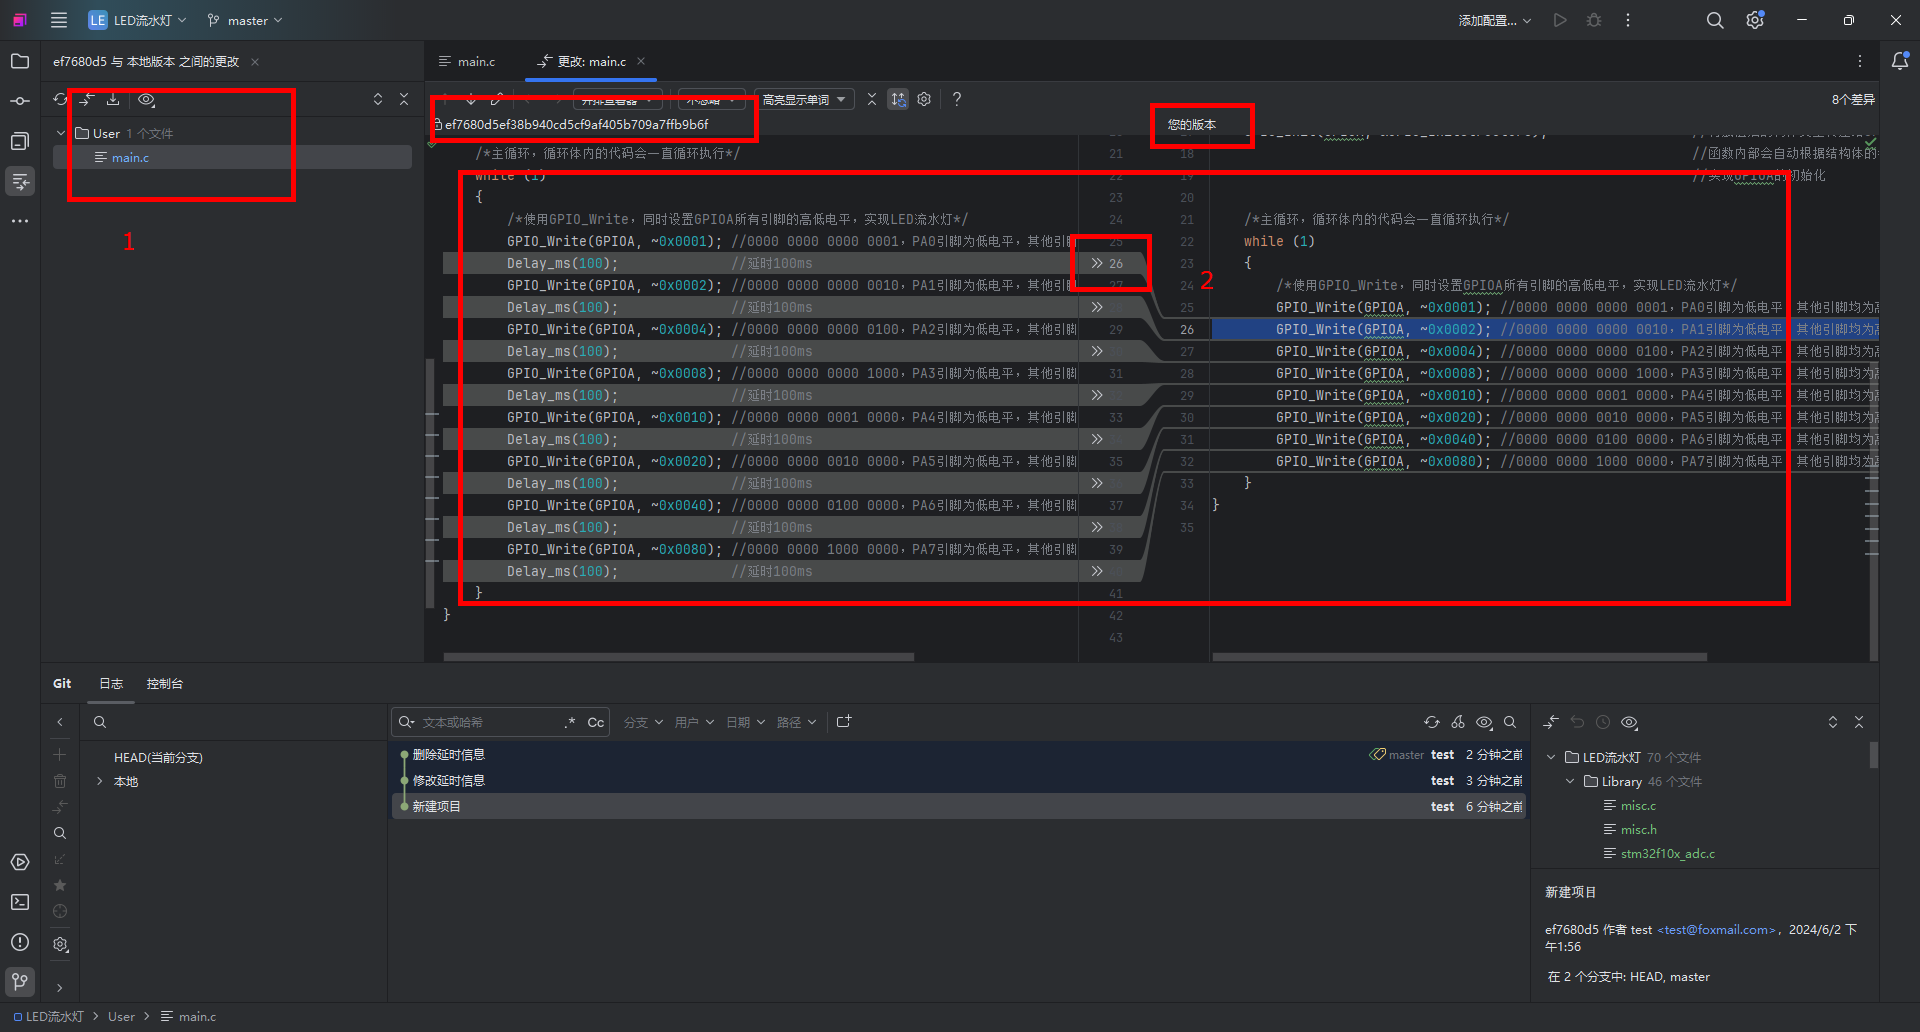 LE LED流水灯 master 添加配置...
ef7680d5 与 本地版本 之间的更改
User 1 个文件
main.c
1
main.c
更改: main.c
并排查看器 不忽略 高亮显示单词 ?
8个差异
ef7680d5ef38b940cd5cf9af405b709a7ffb9b6f
您的版本
/*主循环，循环体内的代码会一直循环执行*/
while (1)
{
/*使用GPIO_Write，同时设置GPIOA所有引脚的高低电平，实现LED流水灯*/
GPIO_Write(GPIOA, ~0x0001); //0000 0000 0000 0001，PA0引脚为低电平，其他引脚
Delay_ms(100); //延时100ms
GPIO_Write(GPIOA, ~0x0002); //0000 0000 0000 0010，PA1引脚为低电平，其他引脚
Delay_ms(100); //延时100ms
GPIO_Write(GPIOA, ~0x0004); //0000 0000 0000 0100，PA2引脚为低电平，其他引脚
Delay_ms(100); //延时100ms
GPIO_Write(GPIOA, ~0x0008); //0000 0000 0000 1000，PA3引脚为低电平，其他引脚
Delay_ms(100); //延时100ms
GPIO_Write(GPIOA, ~0x0010); //0000 0000 0001 0000，PA4引脚为低电平，其他引脚
Delay_ms(100); //延时100ms
GPIO_Write(GPIOA, ~0x0020); //0000 0000 0010 0000，PA5引脚为低电平，其他引脚
Delay_ms(100); //延时100ms
GPIO_Write(GPIOA, ~0x0040); //0000 0000 0100 0000，PA6引脚为低电平，其他引脚
Delay_ms(100); //延时100ms
GPIO_Write(GPIOA, ~0x0080); //0000 0000 1000 0000，PA7引脚为低电平，其他引脚
Delay_ms(100); //延时100ms
}
}
21
22
23
24
25
26
27
29
31
33
35
37
39
41
42
43
2
18 //函数内部会自动根据结构体的
19 //实现GPIOA的初始化
20
21 /*主循环，循环体内的代码会一直循环执行*/
22 while (1)
23 {
24 /*使用GPIO_Write，同时设置GPIOA所有引脚的高低电平，实现LED流水灯*/
25 GPIO_Write(GPIOA, ~0x0001); //0000 0000 0000 0001，PA0引脚为低电平，其他引脚均为高
26 GPIO_Write(GPIOA, ~0x0002); //0000 0000 0000 0010，PA1引脚为低电平，其他引脚均为高
27 GPIO_Write(GPIOA, ~0x0004); //0000 0000 0000 0100，PA2引脚为低电平，其他引脚均为高
28 GPIO_Write(GPIOA, ~0x0008); //0000 0000 0000 1000，PA3引脚为低电平，其他引脚均为高
29 GPIO_Write(GPIOA, ~0x0010); //0000 0000 0001 0000，PA4引脚为低电平，其他引脚均为高
30 GPIO_Write(GPIOA, ~0x0020); //0000 0000 0010 0000，PA5引脚为低电平，其他引脚均为高
31 GPIO_Write(GPIOA, ~0x0040); //0000 0000 0100 0000，PA6引脚为低电平，其他引脚均为高
32 GPIO_Write(GPIOA, ~0x0080); //0000 0000 1000 0000，PA7引脚为低电平，其他引脚均为高
33 }
34 }
35
Git 日志 控制台
HEAD(当前分支)
本地
文本或哈希 .* Cc 分支 用户 日期 路径
删除延时信息 master test 2 分钟之前
修改延时信息 test 3 分钟之前
新建项目 test 6 分钟之前
LED流水灯 70 个文件
Library 46 个文件
misc.c
misc.h
stm32f10x_adc.c
新建项目
ef7680d5 作者 test <test@foxmail.com>，2024/6/2 下
午1:56
在 2 个分支中: HEAD, master
LED流水灯 > User > main.c